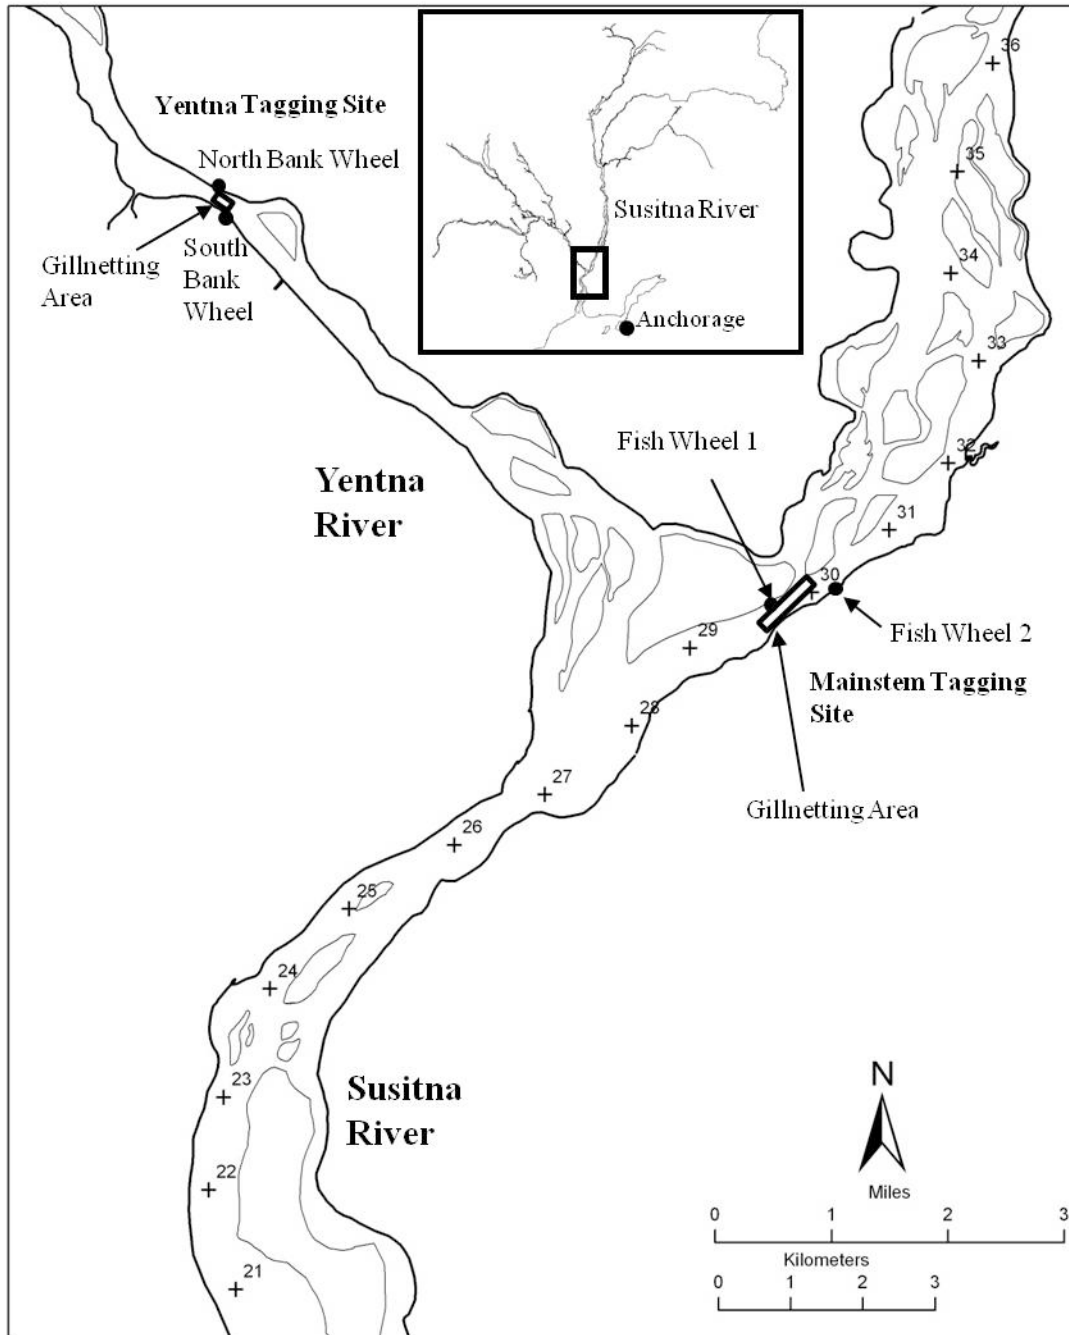 36
Yentna Tagging Site
North Bank Wheel
35
Susitna River
South
Bank
Wheel
Gillnetting
Area
34
Anchorage
33
Fish Wheel 1
32
Yentna
River
31
30
Fish Wheel 2
29
Mainstem Tagging
Site
28
27
Gillnetting Area
26
25
24
N
23
Susitna
River
22
Miles
0 1 2 3
Kilometers
21
0 1 2 3